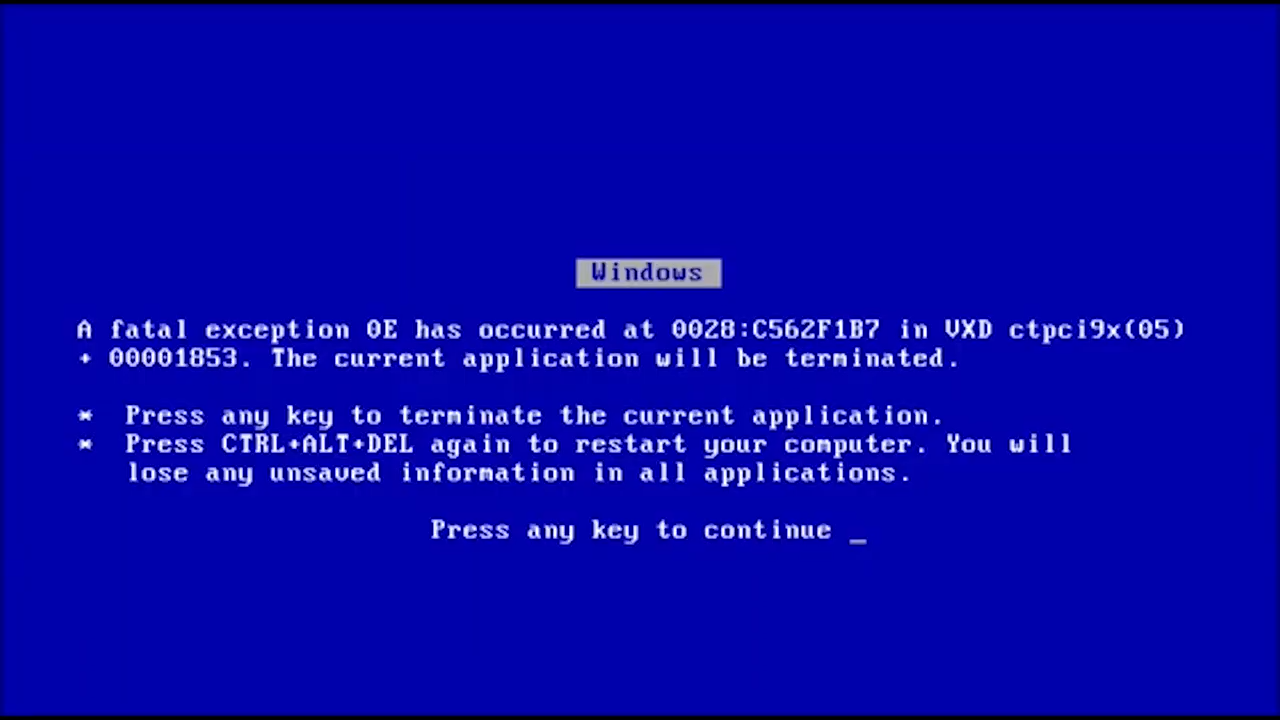 Windows
A fatal exception 0E has occurred at 0028:C562F1B7 in VXD ctpci9x(05)
+ 00001853. The current application will be terminated.
* Press any key to terminate the current application.
* Press CTRL+ALT+DEL again to restart your computer. You will
lose any unsaved information in all applications.
Press any key to continue _